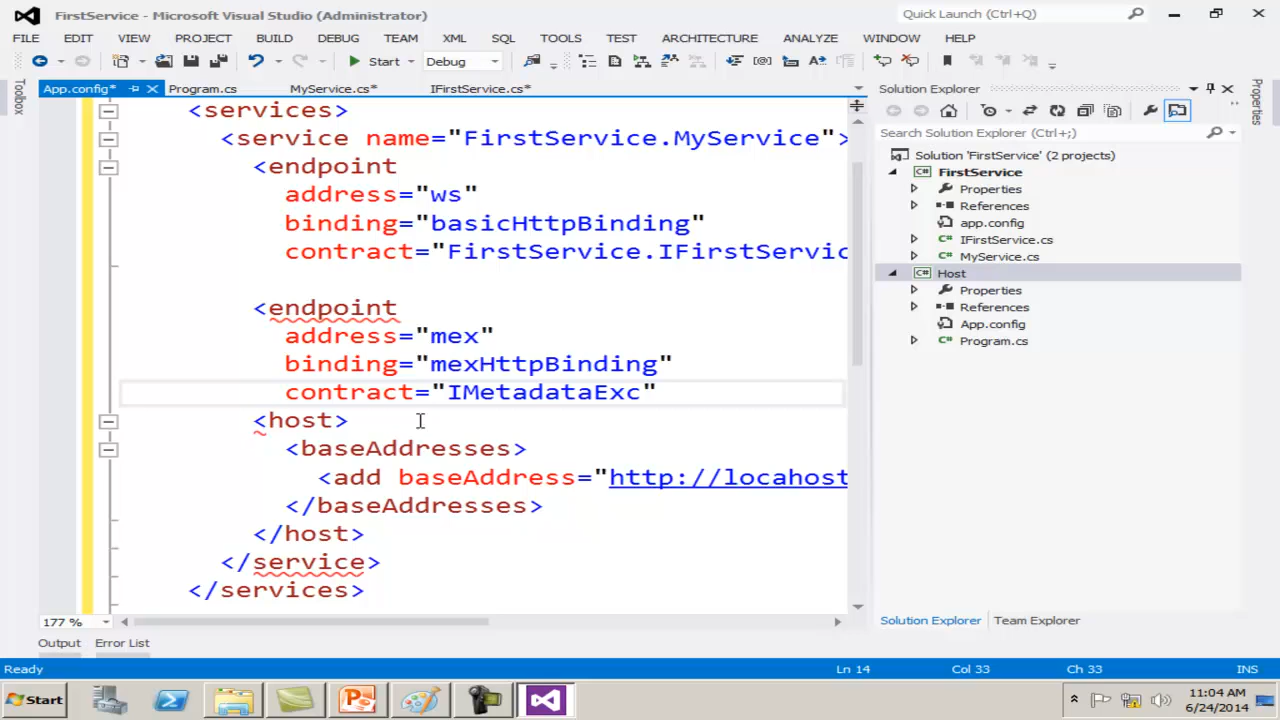 FirstService - Microsoft Visual Studio (Administrator)
Quick Launch (Ctrl+Q)
FILE EDIT VIEW PROJECT BUILD DEBUG TEAM XML SQL TOOLS TEST ARCHITECTURE ANALYZE WINDOW HELP
Start Debug
Toolbox
App.config* Program.cs MyService.cs* IFirstService.cs*
<services>
<service name="FirstService.MyService">
<endpoint
address="ws"
binding="basicHttpBinding"
contract="FirstService.IFirstServic
<endpoint
address="mex"
binding="mexHttpBinding"
contract="IMetadataExc"
<host>
<baseAddresses>
<add baseAddress="http://locahost
</baseAddresses>
</host>
</service>
</services>
177 %
Output Error List
Solution Explorer
Search Solution Explorer (Ctrl+;)
Solution 'FirstService' (2 projects)
FirstService
Properties
References
app.config
IFirstService.cs
MyService.cs
Host
Properties
References
App.config
Program.cs
Solution Explorer Team Explorer
Properties
Ready Ln 14 Col 33 Ch 33 INS
Start
11:04 AM
6/24/2014